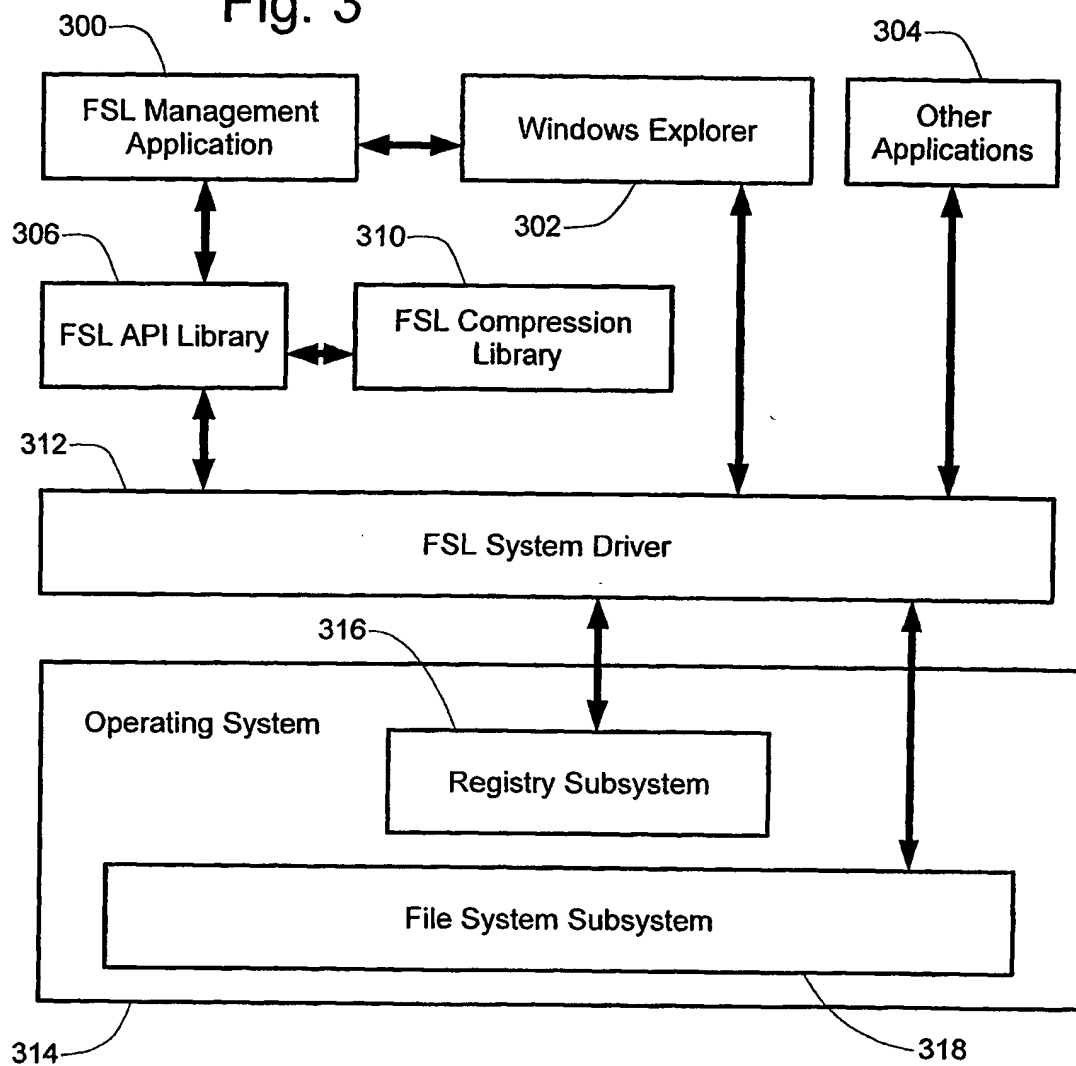 Fig. 3
300
304
FSL Management
Application
Windows Explorer
Other
Applications
302
306
310
FSL API Library
FSL Compression
Library
312
FSL System Driver
316
Operating System
Registry Subsystem
File System Subsystem
314
318